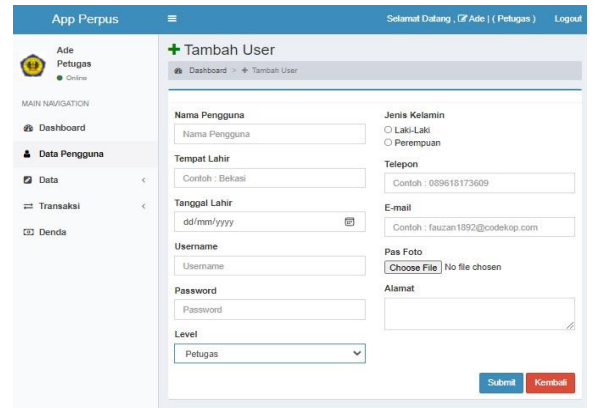 App Perpus
Selamat Datang , Ade | ( Petugas ) Logout
Ade
Petugas
Online
MAIN NAVIGATION
Dashboard
Data Pengguna
Data
Transaksi
Denda
Tambah User
Dashboard > + Tambah User
Nama Pengguna
Nama Pengguna
Tempat Lahir
Contoh : Bekasi
Tanggal Lahir
dd/mm/yyyy
Username
Username
Password
Password
Level
Petugas
Jenis Kelamin
Laki-Laki
Perempuan
Telepon
Contoh : 089618173609
E-mail
Contoh : fauzan1892@codekop.com
Pas Foto
Choose File No file chosen
Alamat
Submit Kembali